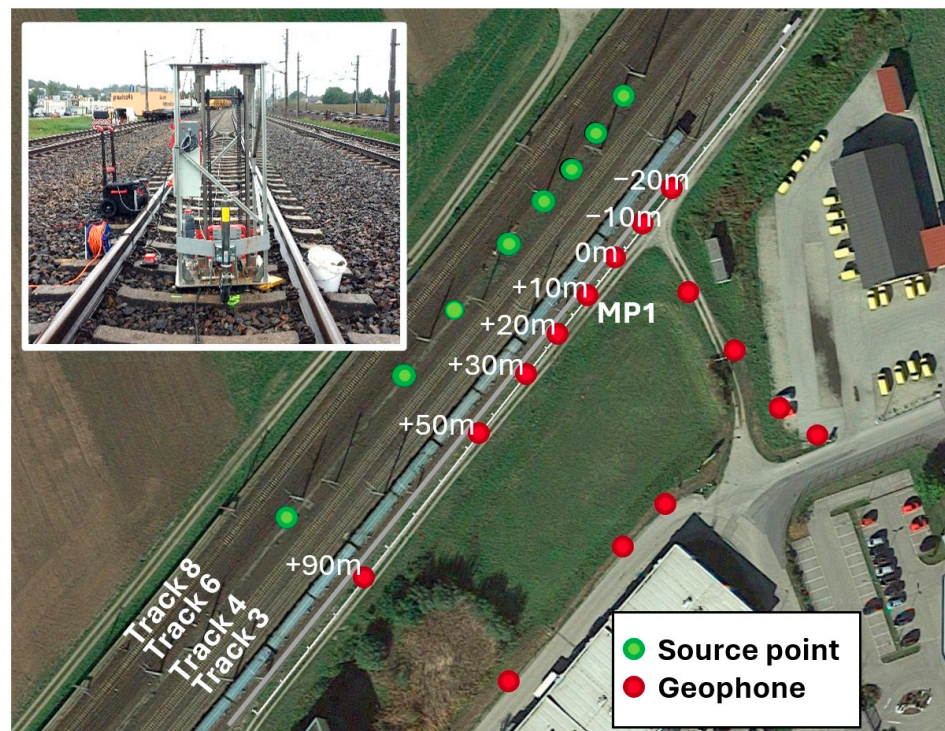 −20m
−10m
0m
+10m
MP1
+20m
+30m
+50m
+90m
Track 8
Track 6
Track 4
Track 3
Source point
Geophone